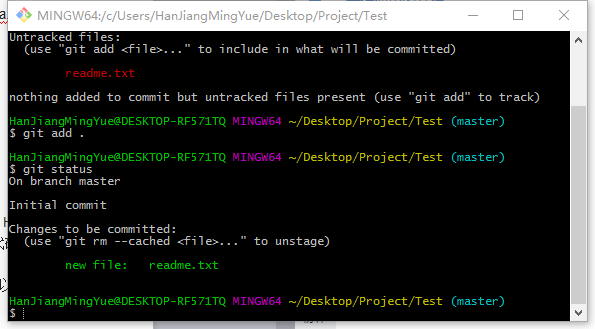 MINGW64:/c/Users/HanJiangMingYue/Desktop/Project/Test
Untracked files:
(use "git add <file>..." to include in what will be committed)
readme.txt
nothing added to commit but untracked files present (use "git add" to track)
HanJiangMingYue@DESKTOP-RF571TQ MINGW64 ~/Desktop/Project/Test (master)
$ git add .
HanJiangMingYue@DESKTOP-RF571TQ MINGW64 ~/Desktop/Project/Test (master)
$ git status
On branch master
Initial commit
Changes to be committed:
(use "git rm --cached <file>..." to unstage)
new file:   readme.txt
HanJiangMingYue@DESKTOP-RF571TQ MINGW64 ~/Desktop/Project/Test (master)
$